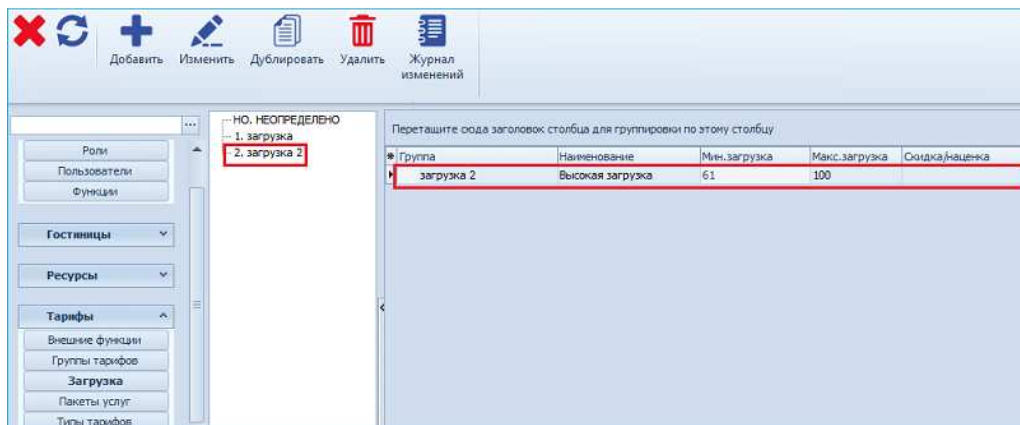 Добавить Изменить Дублировать Удалить Журнал изменений
...
НО. НЕОПРЕДЕЛЕНО
1. загрузка
2. загрузка 2
Роли
Пользователи
Функции
Гостиницы
Ресурсы
Тарифы
Внешние функции
Группы тарифов
Загрузка
Пакеты услуг
Типы тарифов
Перетащите сюда заголовок столбца для группировки по этому столбцу
Группа Наименование Мин.загрузка Макс.загрузка Скидка/наценка
загрузка 2 Высокая загрузка 61 100